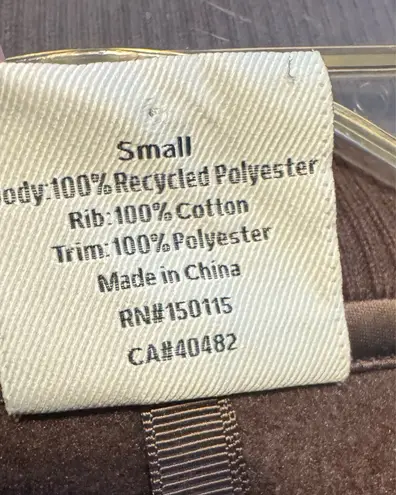 Small
ody:100% Recycled Polyester
Rib:100% Cotton
Trim:100% Polyester
Made in China
RN#150115
CA#40482